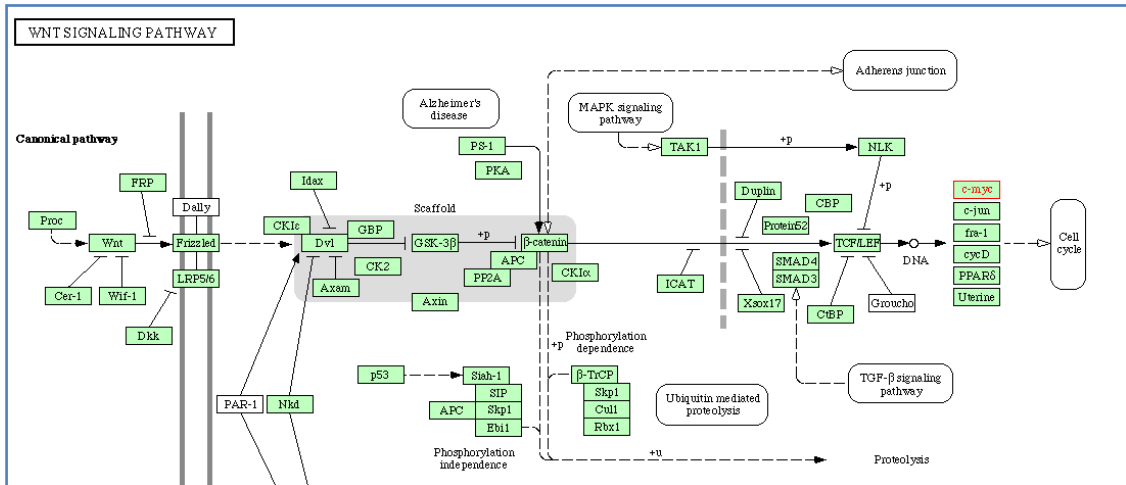 WNT SIGNALING PATHWAY
Adherens junction
Alzheimer's
disease
MAPK signaling
pathway
Canonical pathway
PS-1
TAK1
+p
NLK
PKA
FRP
Idax
Duplin
+p
c-myc
Dally
Scaffold
CBP
Proc
CKIε
GBP
Protein52
c-jun
Wnt
Frizzled
Dvl
GSK-3β
+p
β-catenin
TCF/LEF
DNA
fra-1
Cell
cycle
APC
SMAD4
cycD
LRP5/6
CK2
PP2A
CKIα
ICAT
SMAD3
PPARδ
Cer-1
Wif-1
Axam
Axin
Xsox17
CtBP
Groucho
Uterine
Dkk
+p
Phosphorylation
dependence
p53
Siah-1
β-TrCP
TGF-β signaling
pathway
PAR-1
Nkd
SIP
Skp1
Ubiquitin mediated
proteolysis
APC
Skp1
Cul1
Ebi1
Rbx1
Phosphorylation
independence
+u
Proteolysis